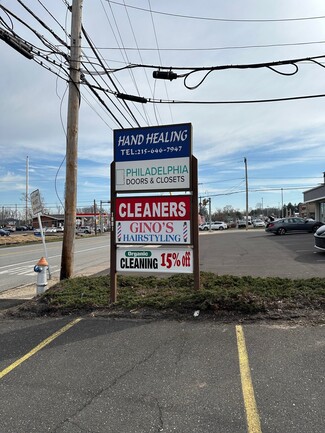 HAND HEALING
TEL:215-646-7947
PHILADELPHIA
DOORS & CLOSETS
CLEANERS
GINO'S
HAIRSTYLING
Organic
CLEANING 15% off